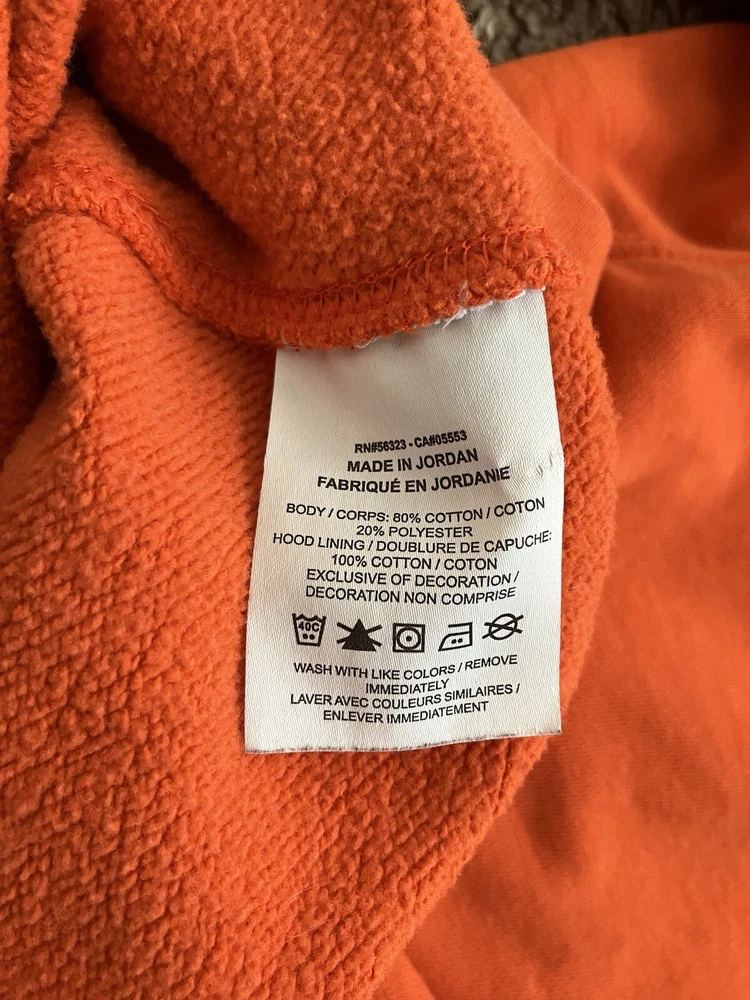 RN#56323 - CA#05553
MADE IN JORDAN
FABRIQUÉ EN JORDANIE
BODY / CORPS: 80% COTTON / COTON
20% POLYESTER
HOOD LINING / DOUBLURE DE CAPUCHE:
100% COTTON / COTON
EXCLUSIVE OF DECORATION /
DECORATION NON COMPRISE
40C
WASH WITH LIKE COLORS / REMOVE
IMMEDIATELY
LAVER AVEC COULEURS SIMILAIRES /
ENLEVER IMMEDIATEMENT